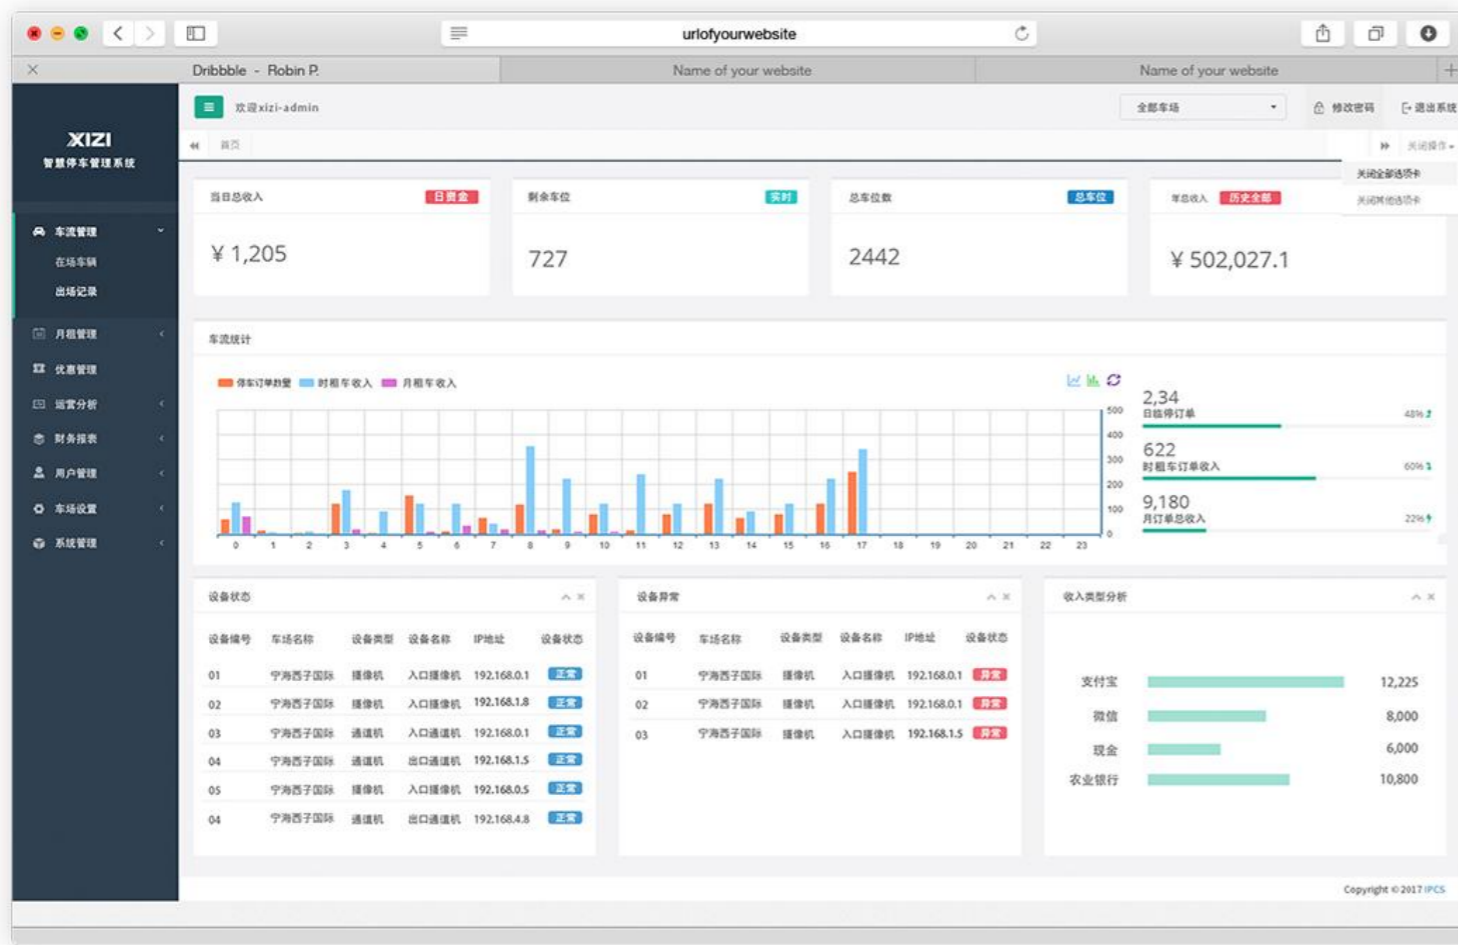 urlofyourwebsite
Dribbble - Robin P.
Name of your website
Name of your website
XIZI
智慧停车管理系统
欢迎xizi-admin
全部车场
修改密码
退出系统
首页
关闭操作
关闭全部选项卡
关闭其他选项卡
车流管理
在场车辆
出场记录
月租管理
优惠管理
运营分析
财务报表
用户管理
车场设置
系统管理
当日总收入 日资金
¥ 1,205
剩余车位 实时
727
总车位数 总车位
2442
年总收入 历史全部
¥ 502,027.1
车流统计
停车订单数量 时租车收入 月租车收入
500
400
300
200
100
0
0 1 2 3 4 5 6 7 8 9 10 11 12 13 14 15 16 17 18 19 20 21 22 23
2,34
日临停订单 48%
622
时租车订单收入 60%
9,180
月订单总收入 22%
设备状态
设备编号 车场名称 设备类型 设备名称 IP地址 设备状态
01 宁海西子国际 摄像机 入口摄像机 192.168.0.1 正常
02 宁海西子国际 摄像机 入口摄像机 192.168.1.8 正常
03 宁海西子国际 通道机 入口通道机 192.168.0.1 正常
04 宁海西子国际 通道机 出口通道机 192.168.1.5 正常
05 宁海西子国际 摄像机 入口摄像机 192.168.0.5 正常
04 宁海西子国际 通道机 出口通道机 192.168.4.8 正常
设备异常
设备编号 车场名称 设备类型 设备名称 IP地址 设备状态
01 宁海西子国际 摄像机 入口摄像机 192.168.0.1 异常
02 宁海西子国际 摄像机 入口摄像机 192.168.0.1 异常
03 宁海西子国际 摄像机 入口摄像机 192.168.1.5 异常
收入类型分析
支付宝 12,225
微信 8,000
现金 6,000
农业银行 10,800
Copyright © 2017 IPCS